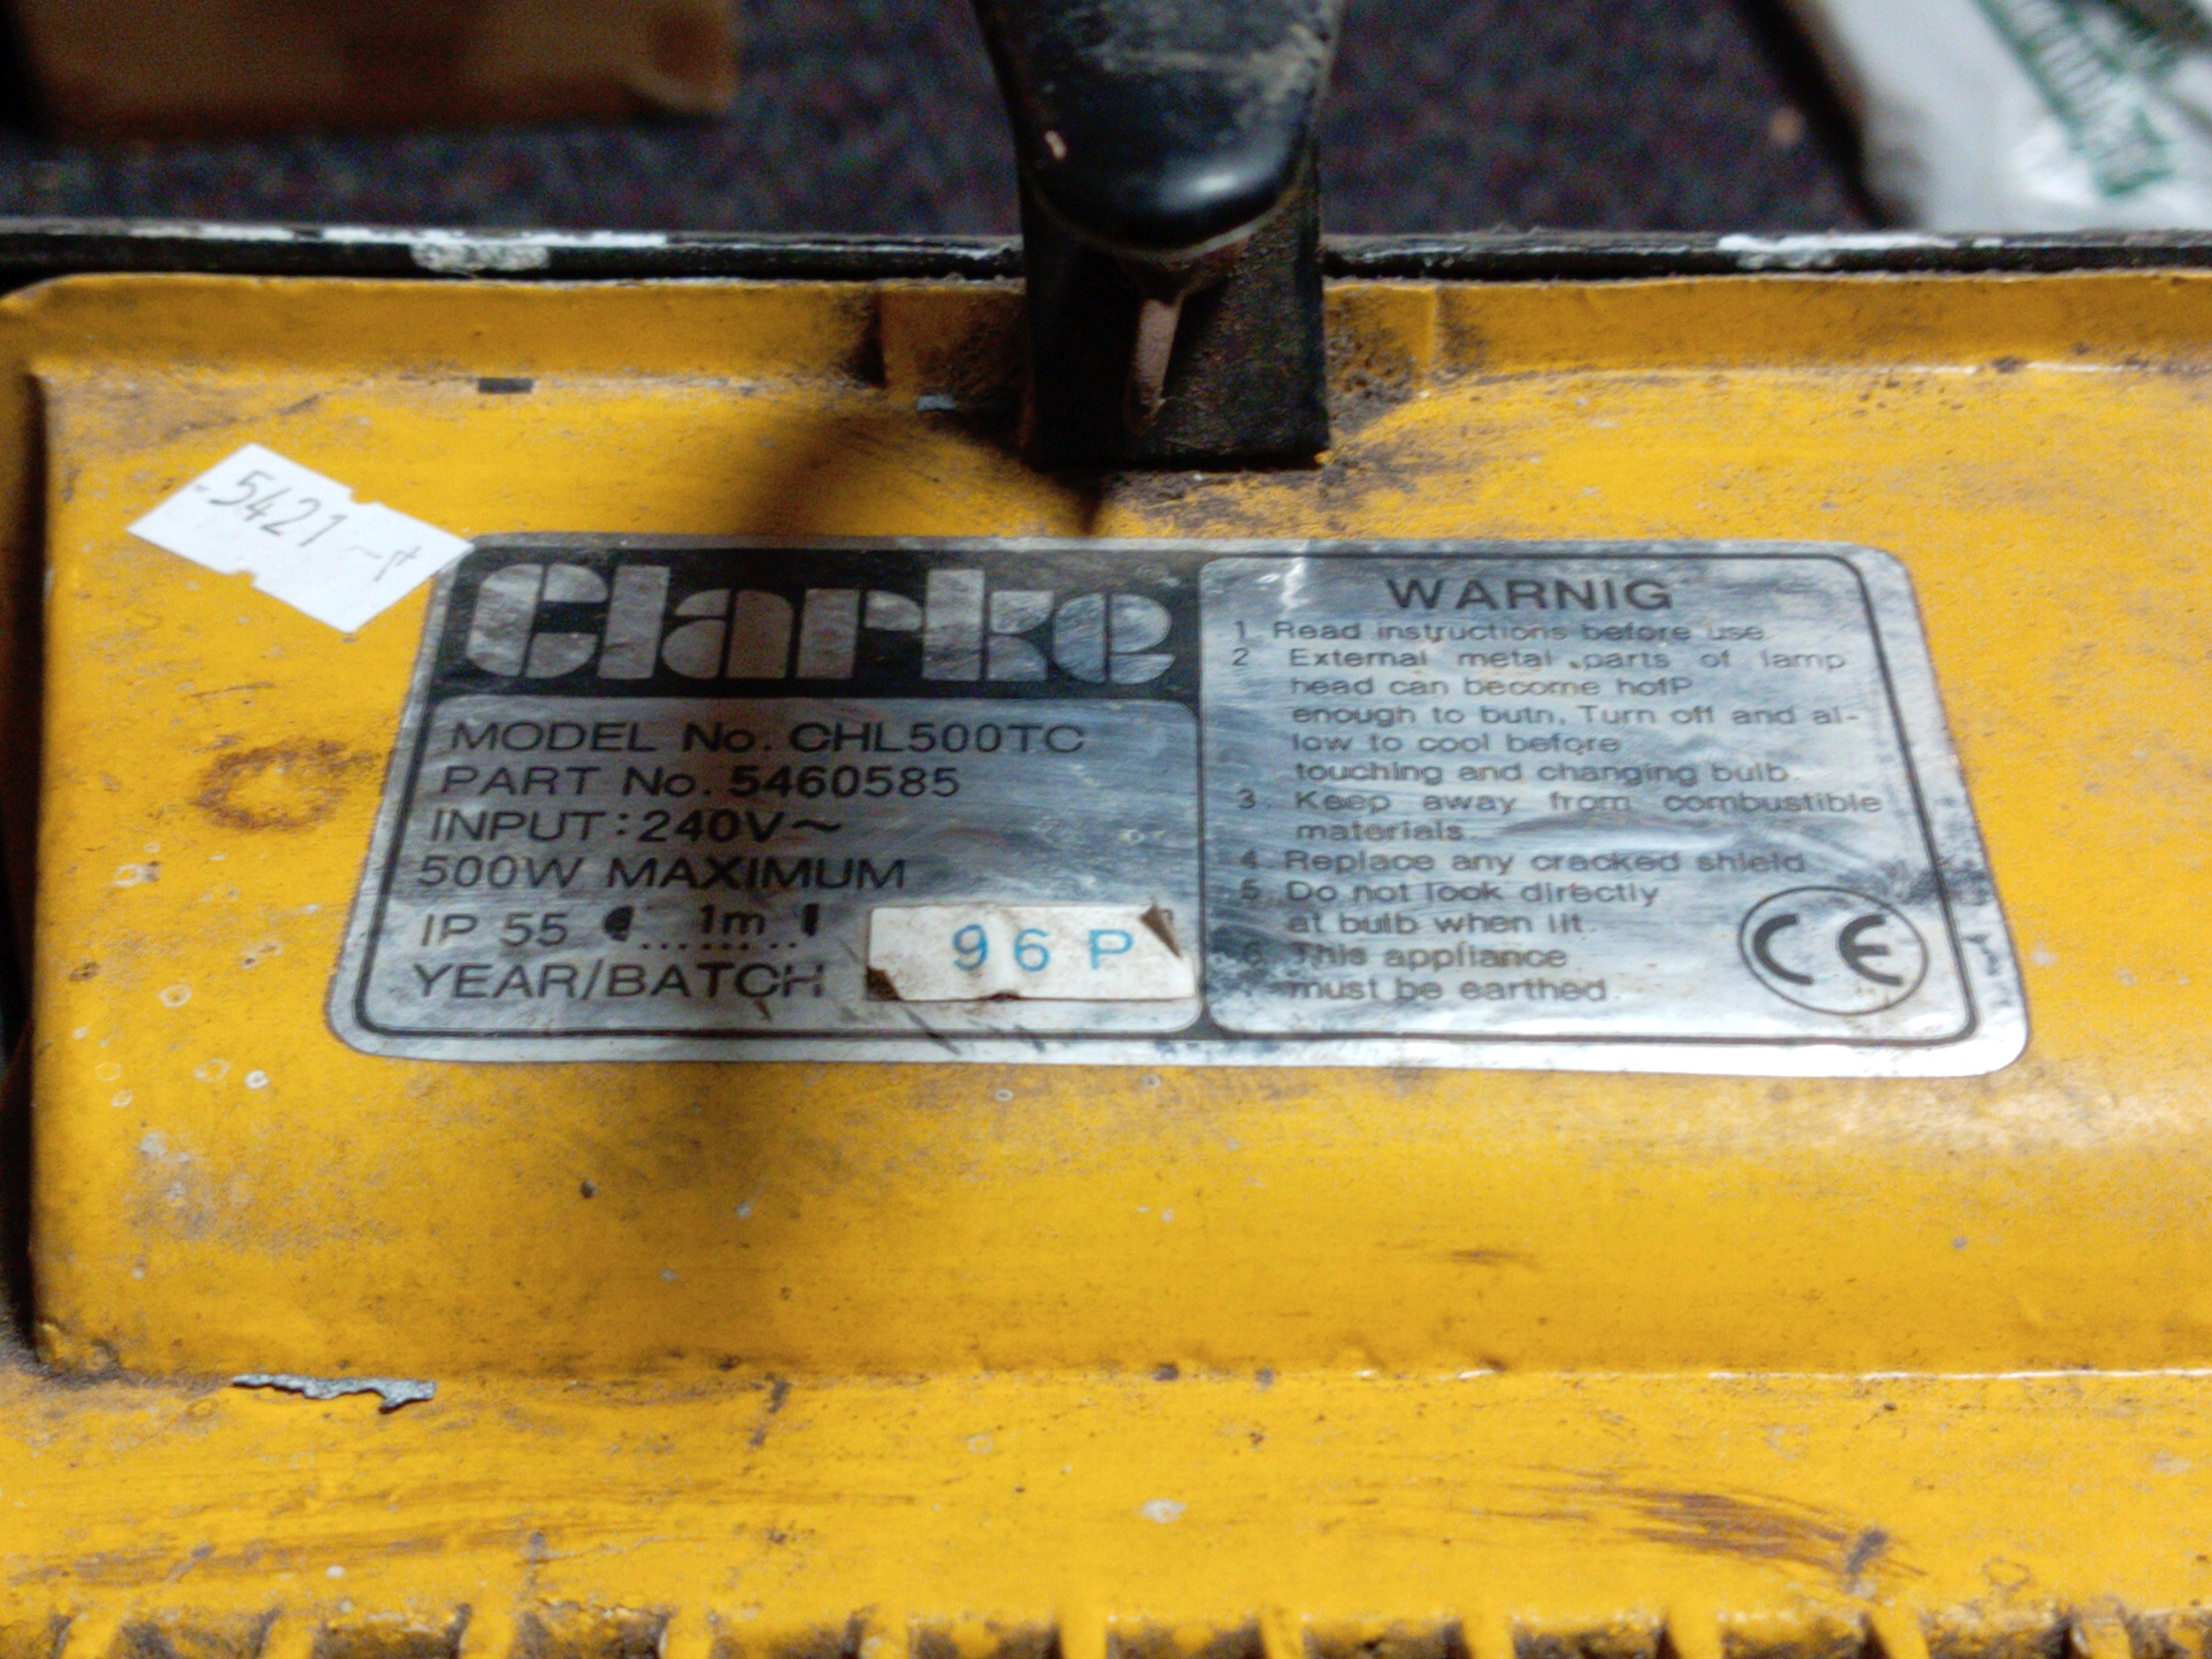 5421
Clarke
MODEL No. CHL500TC
PART No. 5460585
INPUT : 240V~
500W MAXIMUM
IP 55 1m
YEAR/BATCH 96 P
WARNIG
1 Read instructions before use
2 External metal parts of lamp
head can become hofP
enough to butn. Turn off and al-
low to cool before
touching and changing bulb.
3 Keep away from combustible
materials.
4. Replace any cracked shield
5 Do not look directly
at bulb when lit.
6. This appliance
must be earthed
CE